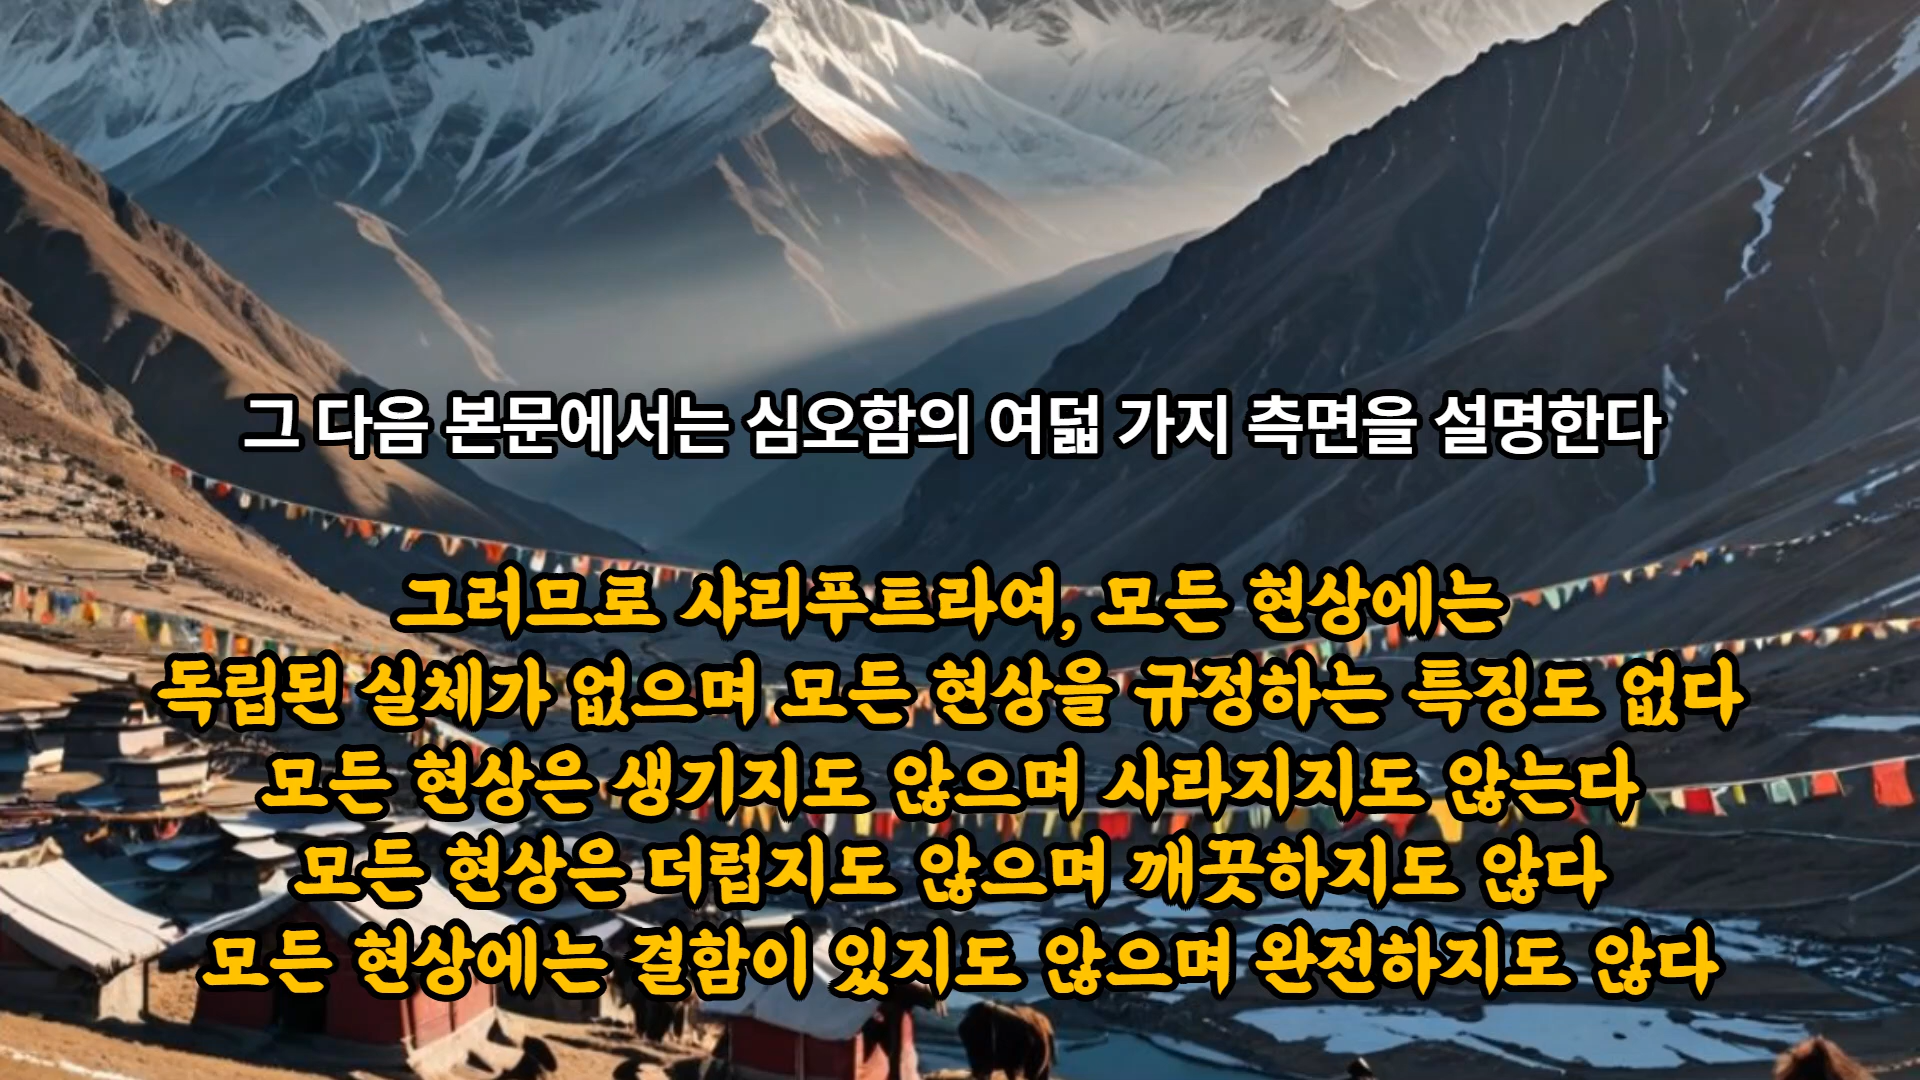 그 다음 본문에서는 심오함의 여덟 가지 측면을 설명한다
그러므로 샤리푸트라여, 모든 현상에는
독립된 실체가 없으며 모든 현상을 규정하는 특징도 없다
모든 현상은 생기지도 않으며 사라지지도 않는다
모든 현상은 더럽지도 않으며 깨끗하지도 않다
모든 현상에는 결함이 있지도 않으며 완전하지도 않다